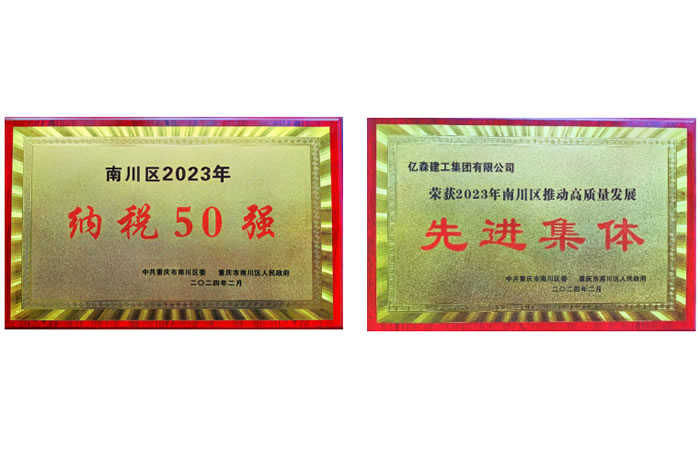 南川区2023年
纳税50强
中共重庆市南川区委 重庆市南川区人民政府
二〇二四年二月
亿森建工集团有限公司
荣获2023年南川区推动高质量发展
先进集体
中共重庆市南川区委 重庆市南川区人民政府
二〇二四年二月